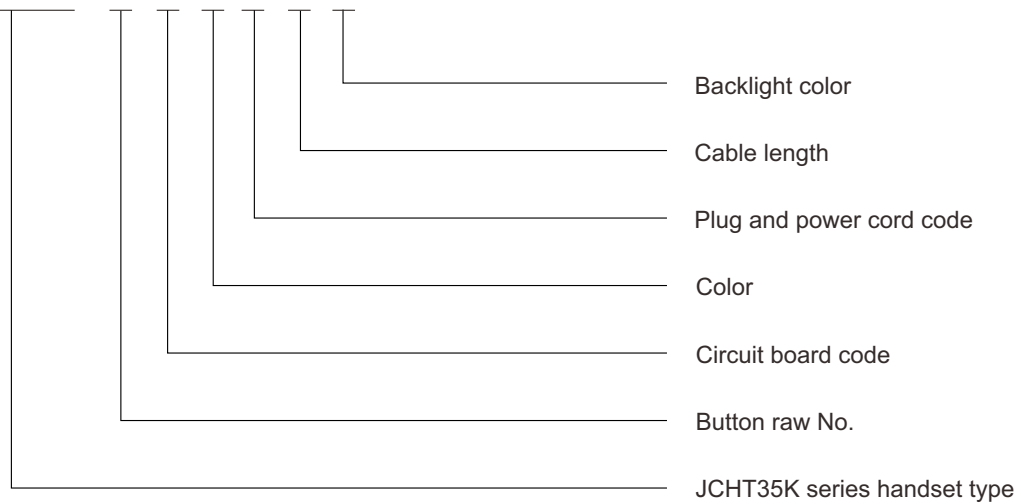 Backlight color
Cable length
Plug and power cord code
Color
Circuit board code
Button raw No.
JCHT35K series handset type